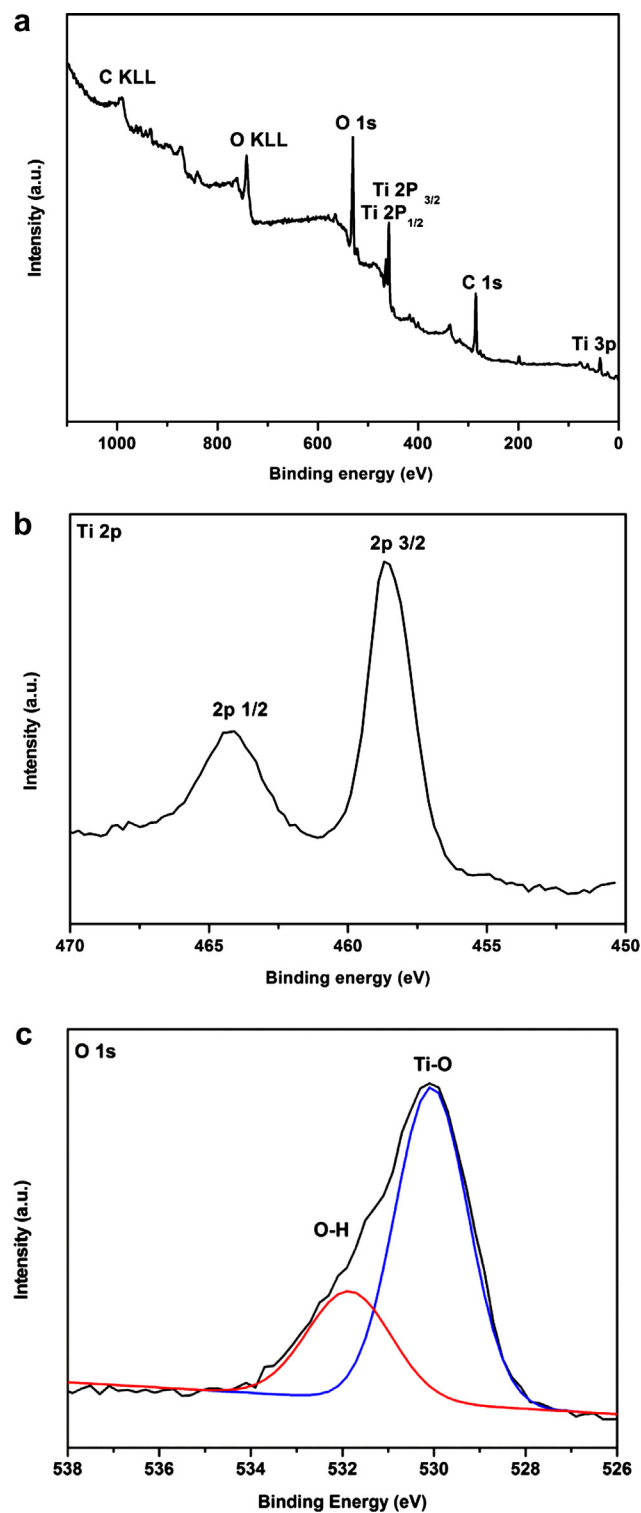 a
C KLL
O KLL
O 1s
Ti 2P 3/2
Ti 2P1/2
C 1s
Ti 3p
Intensity (a.u.)
1000 800 600 400 200 0
Binding energy (eV)
b
Ti 2p
2p 3/2
2p 1/2
Intensity (a.u.)
470 465 460 455 450
Binding energy (eV)
c
O 1s
Ti-O
O-H
Intensity (a.u.)
538 536 534 532 530 528 526
Binding Energy (eV)